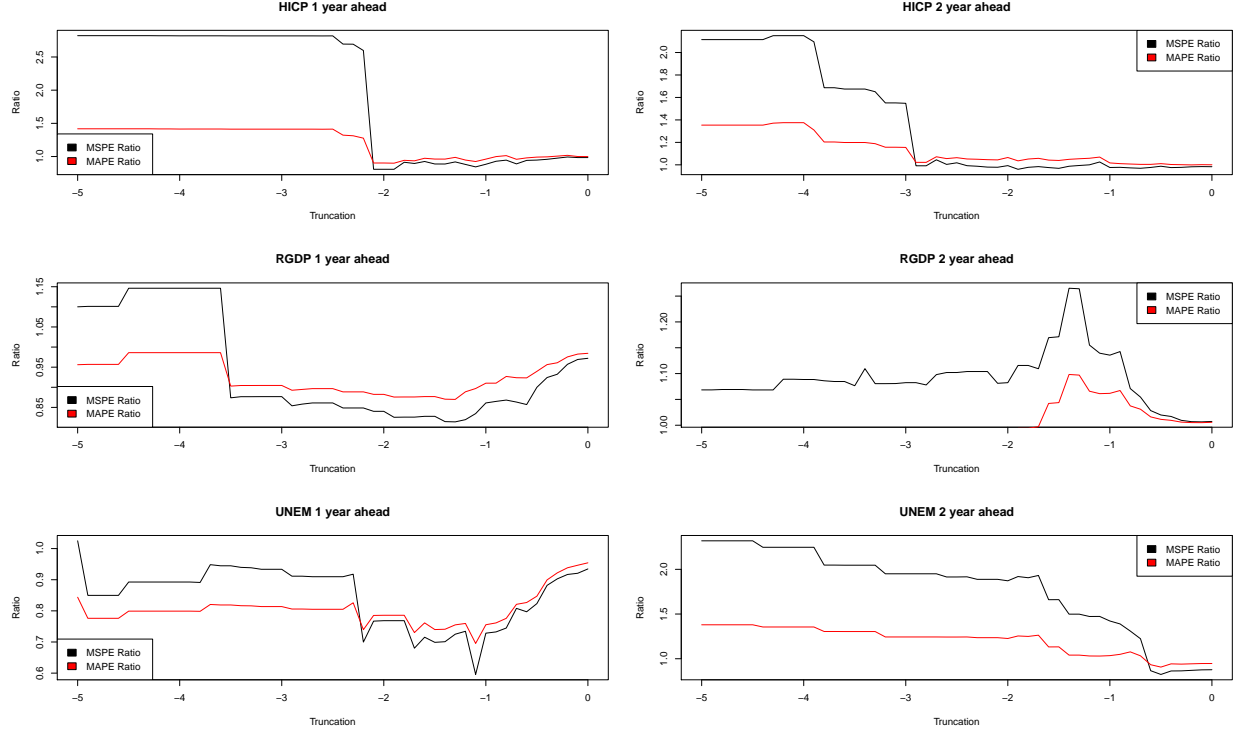 HICP 1 year ahead
Ratio
1.0 1.5 2.0 2.5
MSPE Ratio
MAPE Ratio
−5 −4 −3 −2 −1 0
Truncation
HICP 2 year ahead
Ratio
1.0 1.2 1.4 1.6 1.8 2.0
MSPE Ratio
MAPE Ratio
−5 −4 −3 −2 −1 0
Truncation
RGDP 1 year ahead
Ratio
0.85 0.95 1.05 1.15
MSPE Ratio
MAPE Ratio
−5 −4 −3 −2 −1 0
Truncation
RGDP 2 year ahead
Ratio
1.00 1.10 1.20
MSPE Ratio
MAPE Ratio
−5 −4 −3 −2 −1 0
Truncation
UNEM 1 year ahead
Ratio
0.6 0.7 0.8 0.9 1.0
MSPE Ratio
MAPE Ratio
−5 −4 −3 −2 −1 0
Truncation
UNEM 2 year ahead
Ratio
1.0 1.5 2.0
MSPE Ratio
MAPE Ratio
−5 −4 −3 −2 −1 0
Truncation